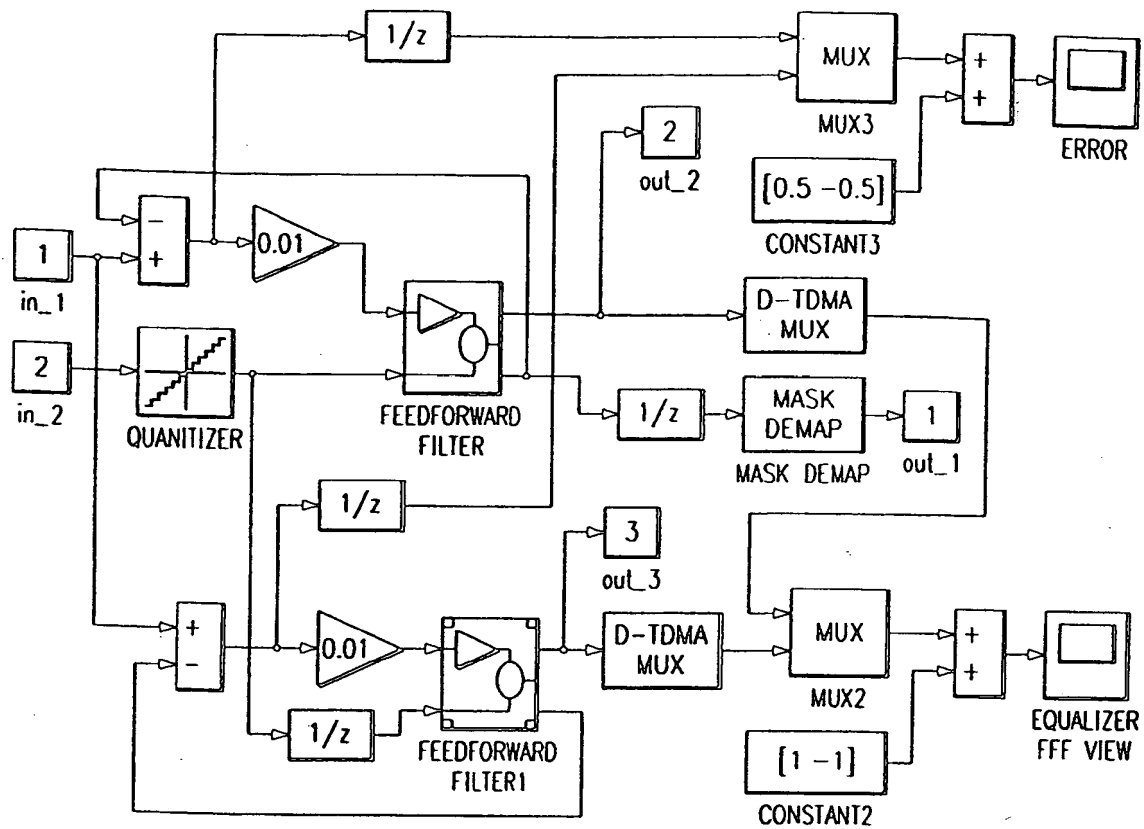 1/z
MUX
MUX3
+
+
ERROR
2
out_2
[0.5 -0.5]
CONSTANT3
−
+
0.01
1
in_1
D-TDMA
MUX
2
in_2
QUANITIZER
FEEDFORWARD
FILTER
1/z
MASK
DEMAP
MASK DEMAP
1
out_1
1/z
3
out_3
+
−
0.01
D-TDMA
MUX
MUX
MUX2
+
+
EQUALIZER
FFF VIEW
1/z
FEEDFORWARD
FILTER1
[1 -1]
CONSTANT2